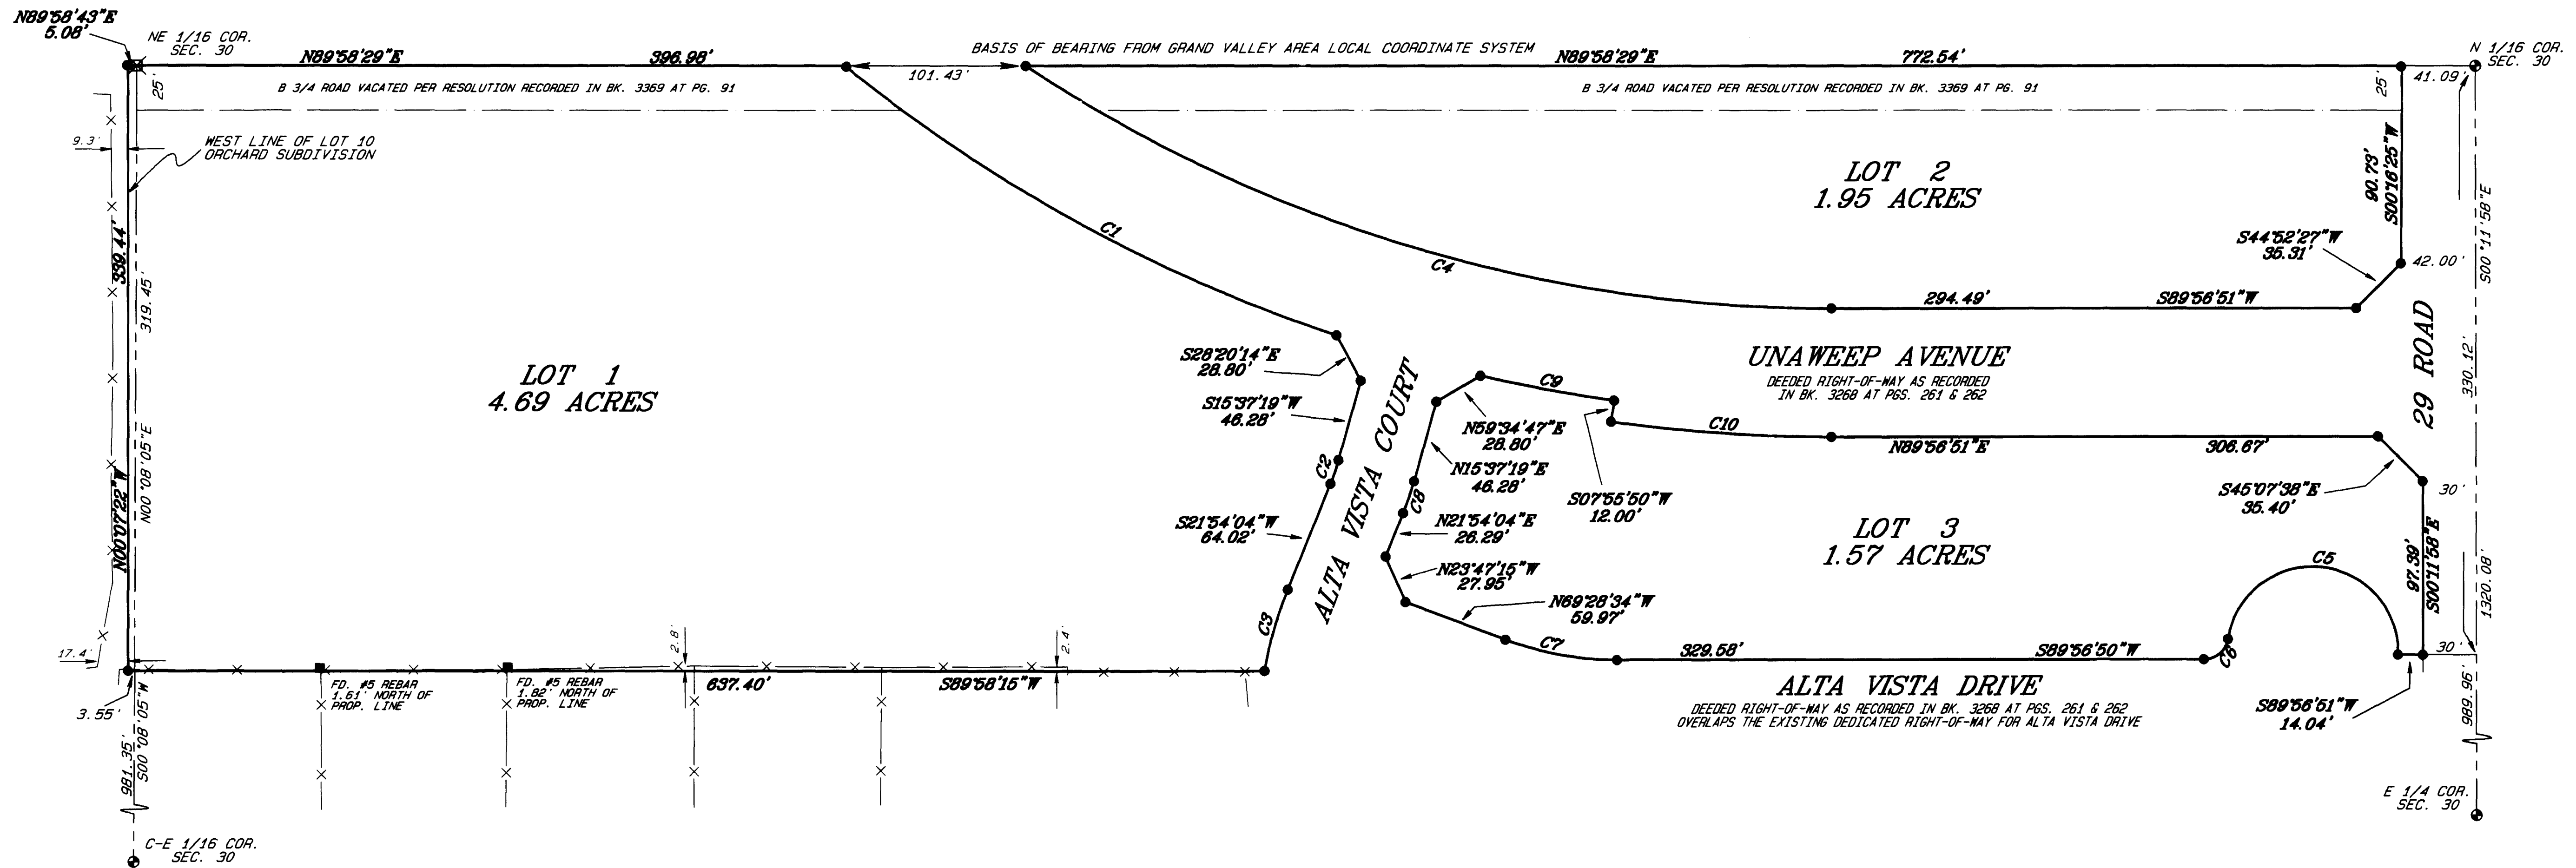 N89°58'43"E
5.08'
NE 1/16 COR.
SEC. 30
N89°58'29"E
396.98'
BASIS OF BEARING FROM GRAND VALLEY AREA LOCAL COORDINATE SYSTEM
101.43'
N89°58'29"E
772.54'
N 1/16 COR.
SEC. 30
41.09'
25'
B 3/4 ROAD VACATED PER RESOLUTION RECORDED IN BK. 3369 AT PG. 91
B 3/4 ROAD VACATED PER RESOLUTION RECORDED IN BK. 3369 AT PG. 91
25'
9.3'
WEST LINE OF LOT 10
ORCHARD SUBDIVISION
LOT 2
1.95 ACRES
90.73'
S00°16'25"W
S00°11'58"E
C1
C4
S44°52'27"W
35.31'
42.00'
339.44'
319.45'
294.49'
S89°56'51"W
LOT 1
4.69 ACRES
S28°20'14"E
28.80'
UNAWEEP AVENUE
DEEDED RIGHT-OF-WAY AS RECORDED
IN BK. 3268 AT PGS. 261 & 262
29 ROAD
330.12'
S15°37'19"W
46.28'
ALTA VISTA COURT
C9
N59°34'47"E
28.80'
C10
N89°56'51"E
306.67'
N00°07'22"W
N00°08'05"E
C2
N15°37'19"E
46.28'
S07°55'50"W
12.00'
S45°07'38"E
35.40'
30'
C8
S21°54'04"W
64.02'
N21°54'04"E
26.29'
LOT 3
1.57 ACRES
C5
97.39'
S00°11'58"E
1320.08'
N23°47'15"W
27.95'
N69°28'34"W
59.97'
C3
C7
329.58'
S89°56'50"W
C6
30'
17.4'
2.8'
2.4'
FD. #5 REBAR
1.61' NORTH OF
PROP. LINE
FD. #5 REBAR
1.82' NORTH OF
PROP. LINE
637.40'
S89°58'15"W
3.55'
ALTA VISTA DRIVE
DEEDED RIGHT-OF-WAY AS RECORDED IN BK. 3268 AT PGS. 261 & 262
OVERLAPS THE EXISTING DEDICATED RIGHT-OF-WAY FOR ALTA VISTA DRIVE
S89°56'51"W
14.04'
989.96'
981.35'
S00°08'05"W
E 1/4 COR.
SEC. 30
C-E 1/16 COR.
SEC. 30